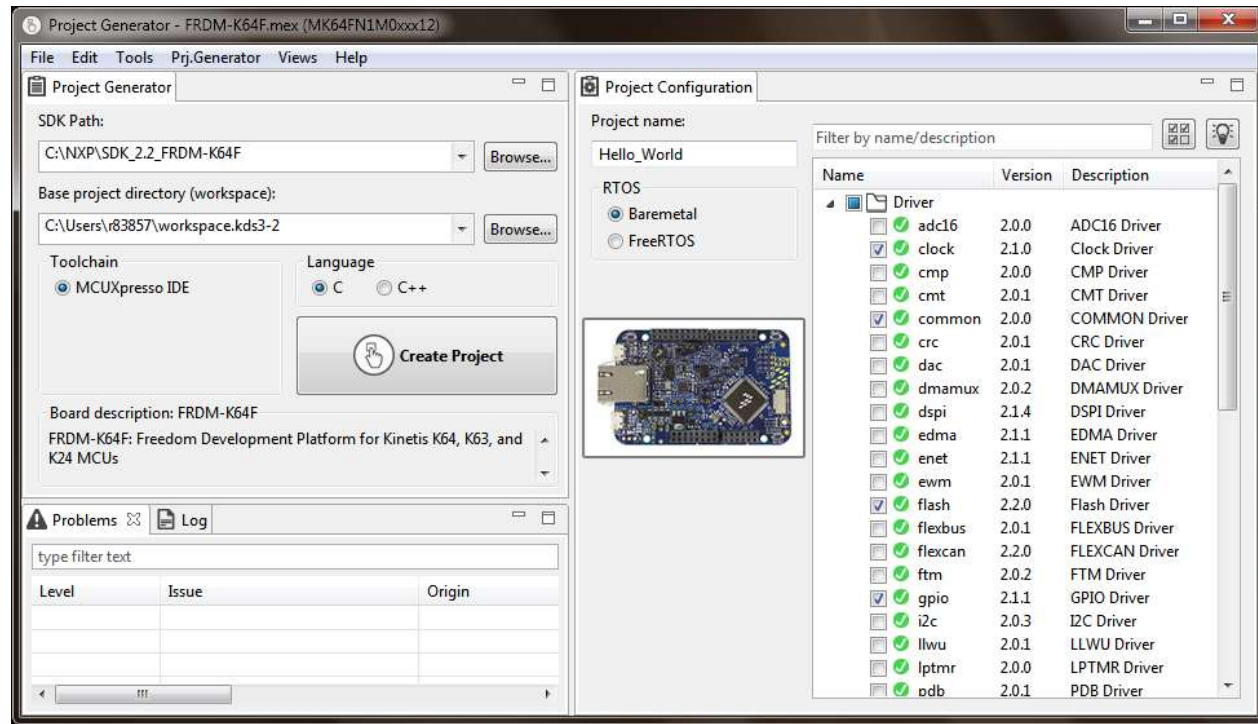 Project Generator - FRDM-K64F.mex (MK64FN1M0xxx12)
File Edit Tools Prj.Generator Views Help
Project Generator
SDK Path:
C:\NXP\SDK_2.2_FRDM-K64F
Browse...
Base project directory (workspace):
C:\Users\r83857\workspace.kds3-2
Browse...
Toolchain
MCUXpresso IDE
Language
C C++
Create Project
Board description: FRDM-K64F
FRDM-K64F: Freedom Development Platform for Kinetis K64, K63, and
K24 MCUs
Problems Log
type filter text
Level Issue Origin
Project Configuration
Project name:
Hello_World
RTOS
Baremetal
FreeRTOS
Filter by name/description
Name Version Description
Driver
adc16 2.0.0 ADC16 Driver
clock 2.1.0 Clock Driver
cmp 2.0.0 CMP Driver
cmt 2.0.1 CMT Driver
common 2.0.0 COMMON Driver
crc 2.0.1 CRC Driver
dac 2.0.1 DAC Driver
dmamux 2.0.2 DMAMUX Driver
dspi 2.1.4 DSPI Driver
edma 2.1.1 EDMA Driver
enet 2.1.1 ENET Driver
ewm 2.0.1 EWM Driver
flash 2.2.0 Flash Driver
flexbus 2.0.1 FLEXBUS Driver
flexcan 2.2.0 FLEXCAN Driver
ftm 2.0.2 FTM Driver
gpio 2.1.1 GPIO Driver
i2c 2.0.3 I2C Driver
llwu 2.0.1 LLWU Driver
lptmr 2.0.0 LPTMR Driver
pdb 2.0.1 PDB Driver